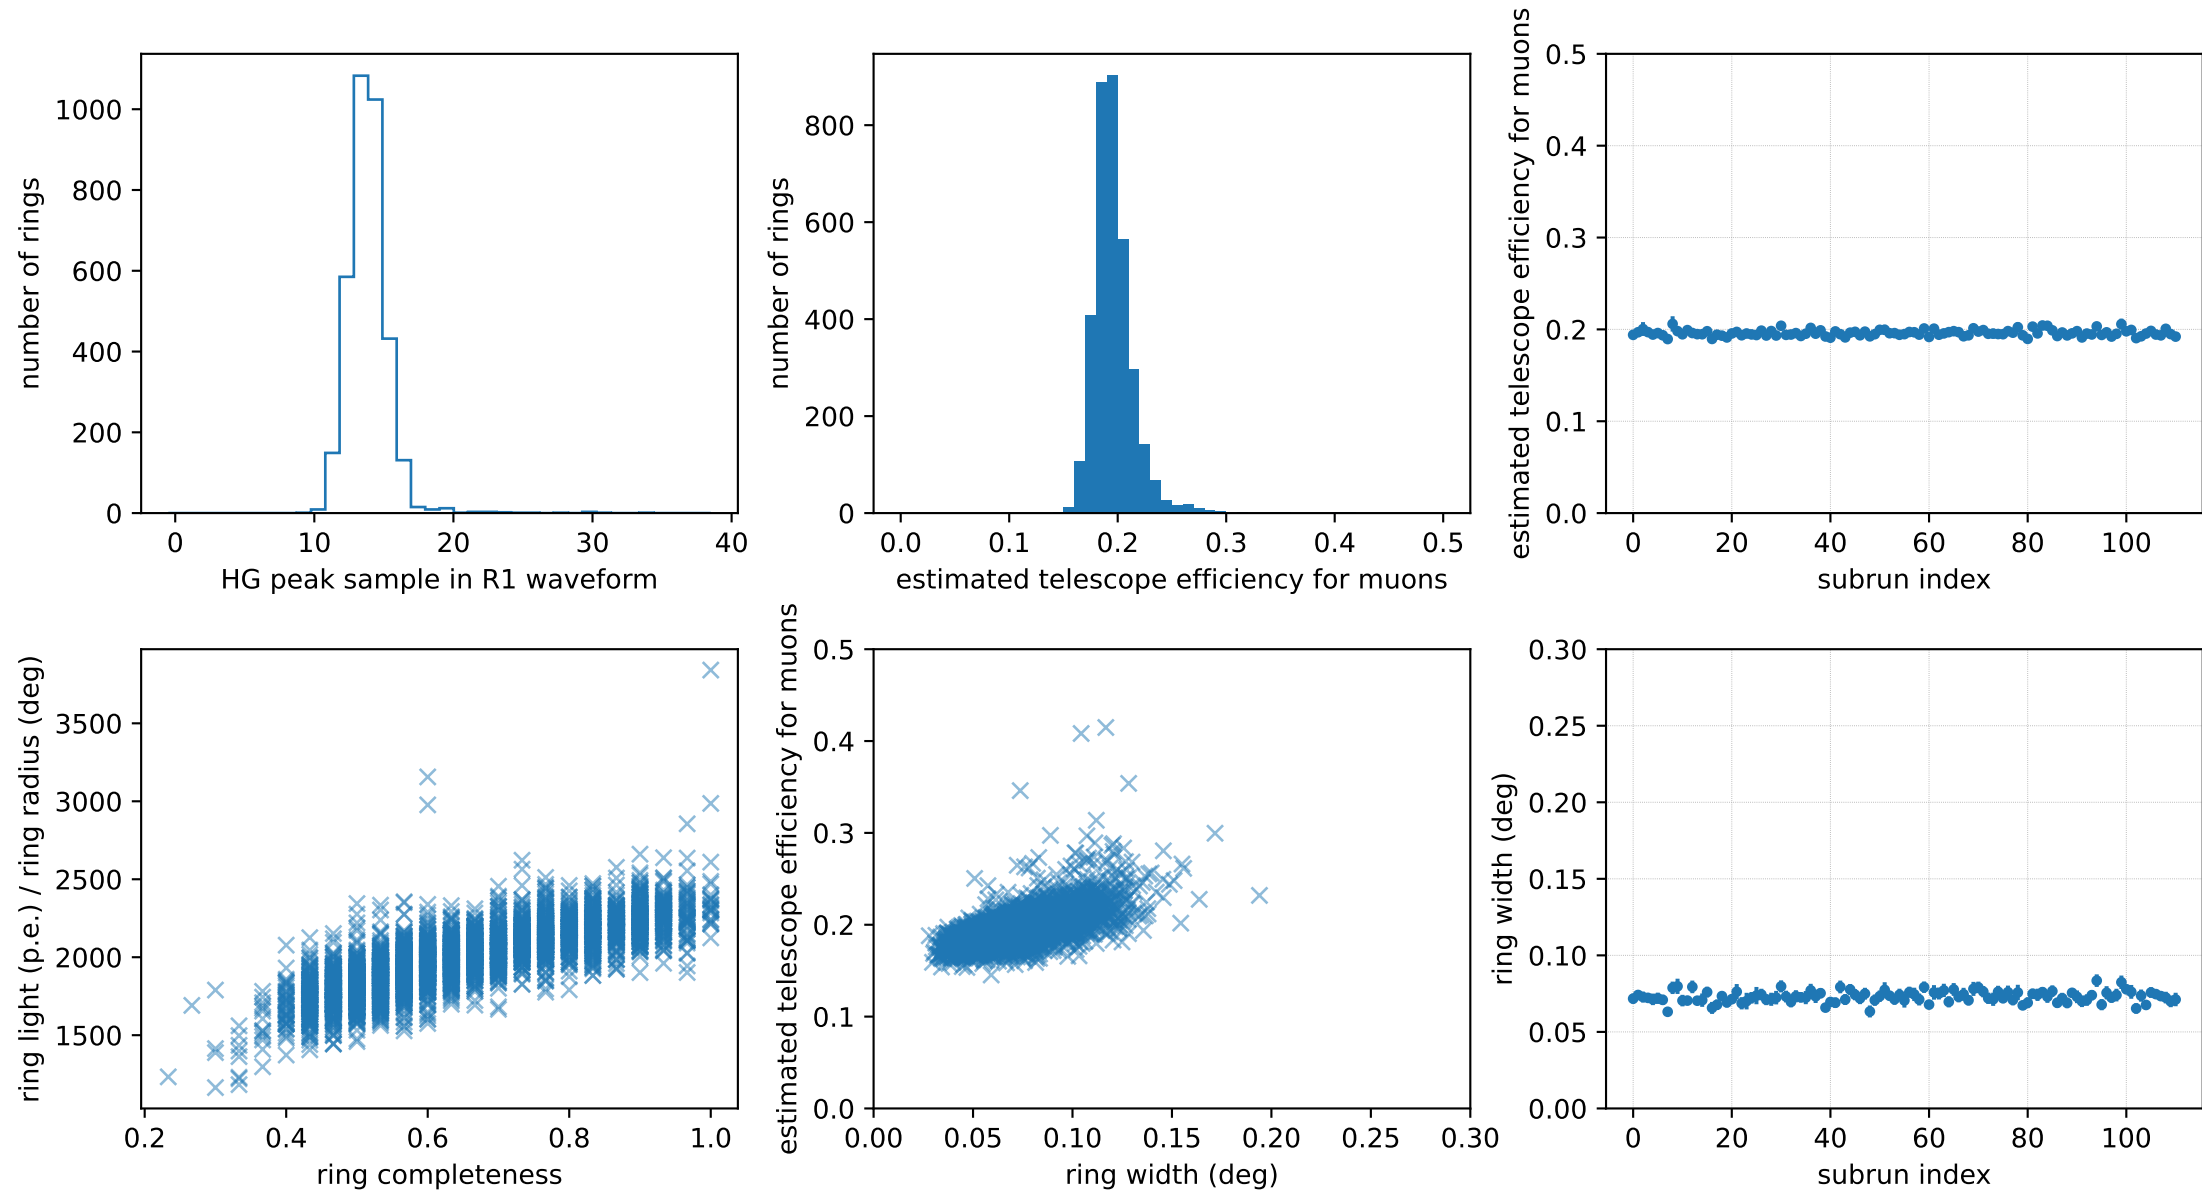 number of rings
1000
800
600
400
200
0
0 10 20 30 40
HG peak sample in R1 waveform
number of rings
800
600
400
200
0
0.0 0.1 0.2 0.3 0.4 0.5
estimated telescope efficiency for muons
estimated telescope efficiency for muons
0.5
0.4
0.3
0.2
0.1
0.0
0 20 40 60 80 100
subrun index
ring light (p.e.) / ring radius (deg)
3500
3000
2500
2000
1500
0.2 0.4 0.6 0.8 1.0
ring completeness
estimated telescope efficiency for muons
0.5
0.4
0.3
0.2
0.1
0.0
0.00 0.05 0.10 0.15 0.20 0.25 0.30
ring width (deg)
ring width (deg)
0.30
0.25
0.20
0.15
0.10
0.05
0.00
0 20 40 60 80 100
subrun index